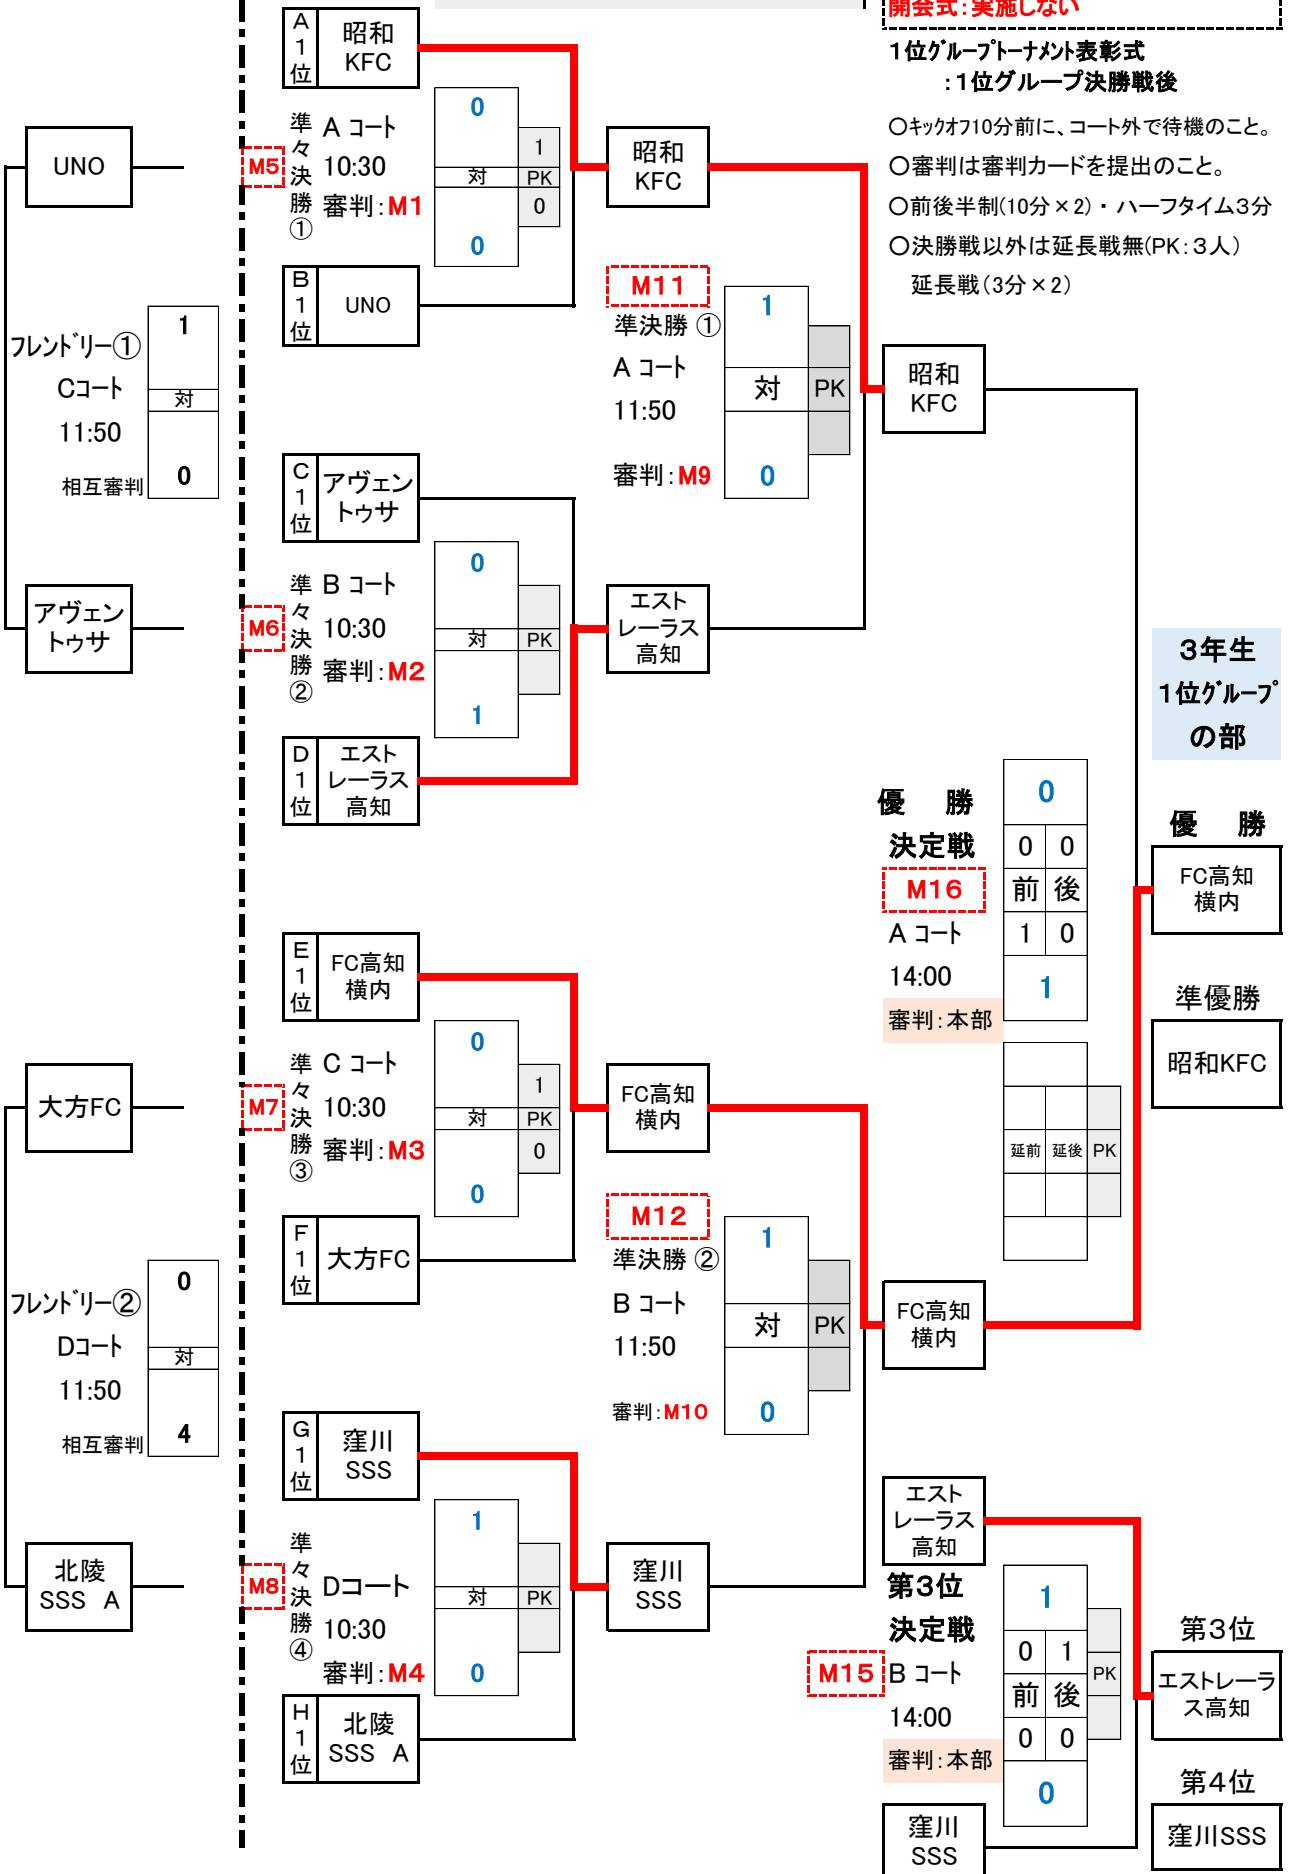 開会式：実施しない
１位グループトーナメント表彰式
：１位グループ決勝戦後
〇キックオフ10分前に、コート外で待機のこと。
〇審判は審判カードを提出のこと。
〇前後半制(10分×2)・ハーフタイム3分
〇決勝戦以外は延長戦無(PK：3人)
延長戦(3分×2)
UNO
フレンドリー①
Cコート
11:50
相互審判
1
対
0
アヴェン
トゥサ
大方FC
フレンドリー②
Dコート
11:50
相互審判
0
対
4
北陵
SSS A
A
1
位
昭和
KFC
M5
準々決勝①
A コート
10:30
審判：M1
0
対
0
1
PK
0
B
1
位
UNO
C
1
位
アヴェン
トゥサ
M6
準々決勝②
B コート
10:30
審判：M2
0
対
1
PK
D
1
位
エスト
レーラス
高知
E
1
位
FC高知
横内
M7
準々決勝③
C コート
10:30
審判：M3
0
対
0
1
PK
0
F
1
位
大方FC
G
1
位
窪川
SSS
M8
準々決勝④
Dコート
10:30
審判：M4
1
対
0
PK
H
1
位
北陵
SSS A
昭和
KFC
M11
準決勝 ①
A コート
11:50
審判：M9
1
対
0
PK
エスト
レーラス
高知
FC高知
横内
M12
準決勝 ②
B コート
11:50
審判：M10
1
対
0
PK
窪川
SSS
昭和
KFC
優　勝
決定戦
M16
A コート
14:00
審判：本部
0
0 0
前 後
1 0
1
延前 延後 PK
FC高知
横内
エスト
レーラス
高知
第3位
決定戦
M15
B コート
14:00
審判：本部
1
0 1
前 後
0 0
0
PK
窪川
SSS
3年生
１位グループ
の部
優　勝
FC高知
横内
準優勝
昭和KFC
第3位
エストレーラ
ス高知
第4位
窪川SSS